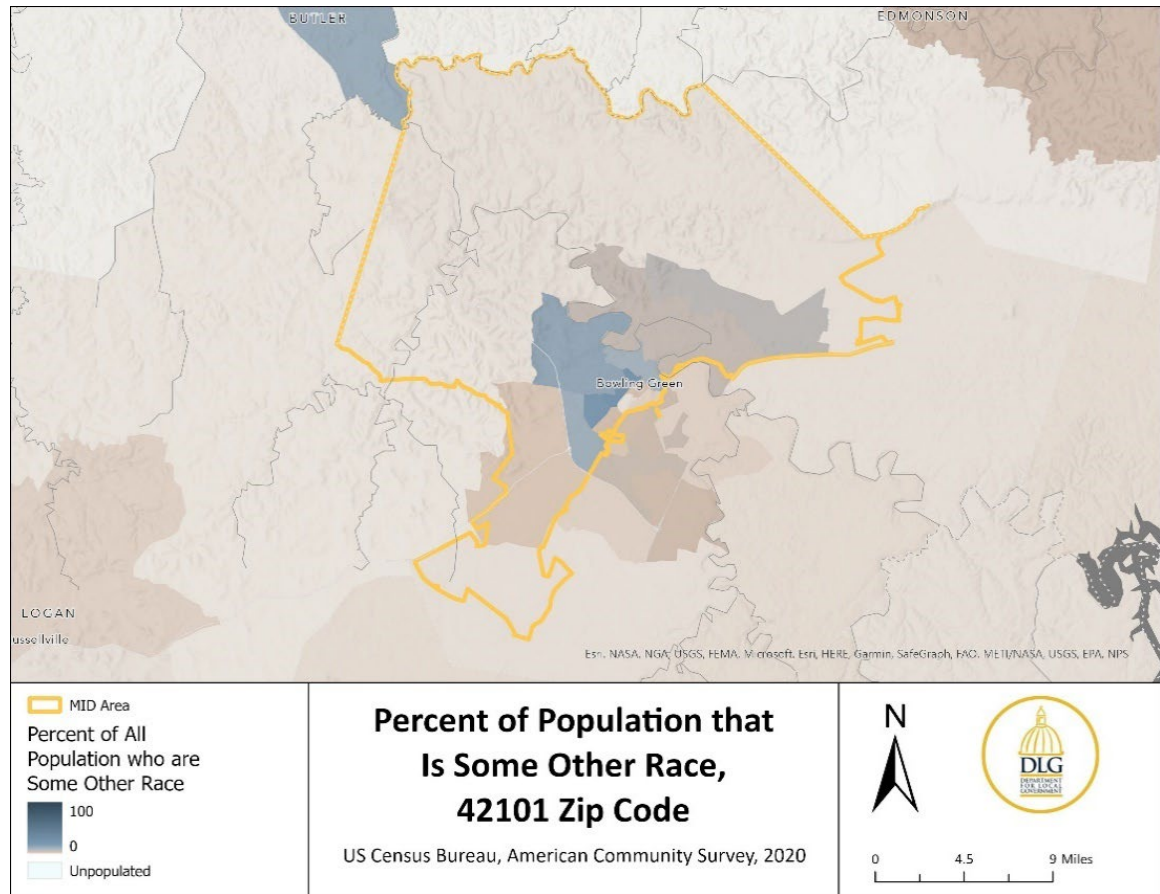 BUTLER
EDMONSON
Bowling Green
LOGAN
ussellville
Esri, NASA, NGA, USGS, FEMA, Microsoft, Esri, HERE, Garmin, SafeGraph, FAO, METI/NASA, USGS, EPA, NPS
MID Area
Percent of All
Population who are
Some Other Race
100
0
Unpopulated
Percent of Population that
Is Some Other Race,
42101 Zip Code
US Census Bureau, American Community Survey, 2020
N
DLG
DEPARTMENT
FOR LOCAL
GOVERNMENT
0 4.5 9 Miles